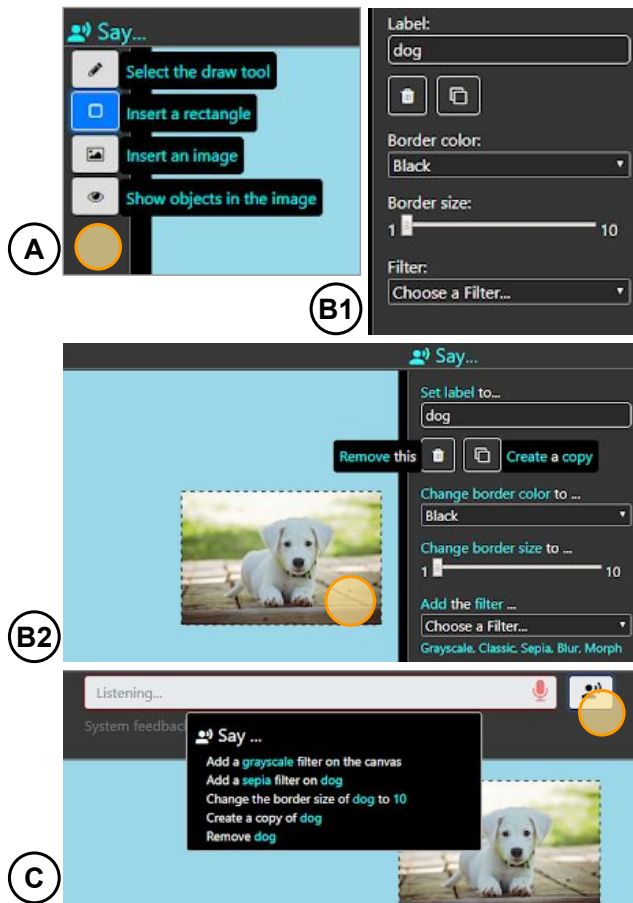 Say...
Select the draw tool
Insert a rectangle
Insert an image
Show objects in the image
A
Label:
dog
Border color:
Black
Border size:
1 10
Filter:
Choose a Filter...
B1
Say...
Set label to...
dog
Remove this
Create a copy
Change border color to ...
Black
Change border size to ...
1 10
Add the filter ...
Choose a Filter...
Grayscale, Classic, Sepia, Blur, Morph
B2
Listening...
System feedbac
Say ...
Add a grayscale filter on the canvas
Add a sepia filter on dog
Change the border size of dog to 10
Create a copy of dog
Remove dog
C